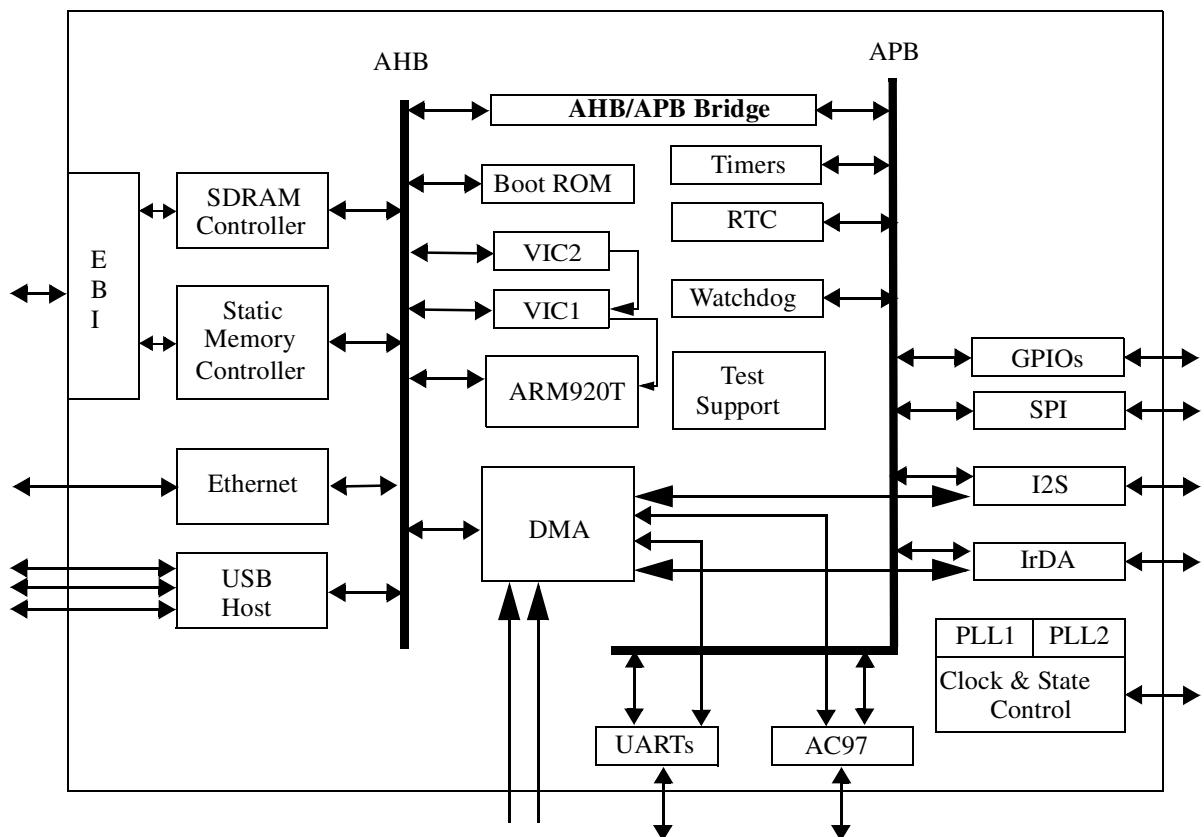 APB
AHB
AHB/APB Bridge
Timers
Boot ROM
SDRAM
Controller
RTC
VIC2
E
B
I
Static
Memory
Controller
VIC1
Watchdog
GPIOs
ARM920T
Test
Support
SPI
Ethernet
I2S
DMA
IrDA
USB
Host
PLL1
PLL2
Clock & State
Control
UARTs
AC97